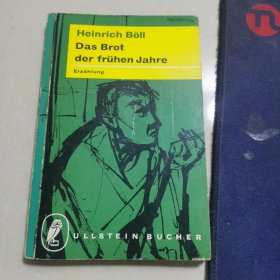 Heinrich Böll
Das Brot
der frühen Jahre
Erzählung
ULLSTEIN BÜCHER